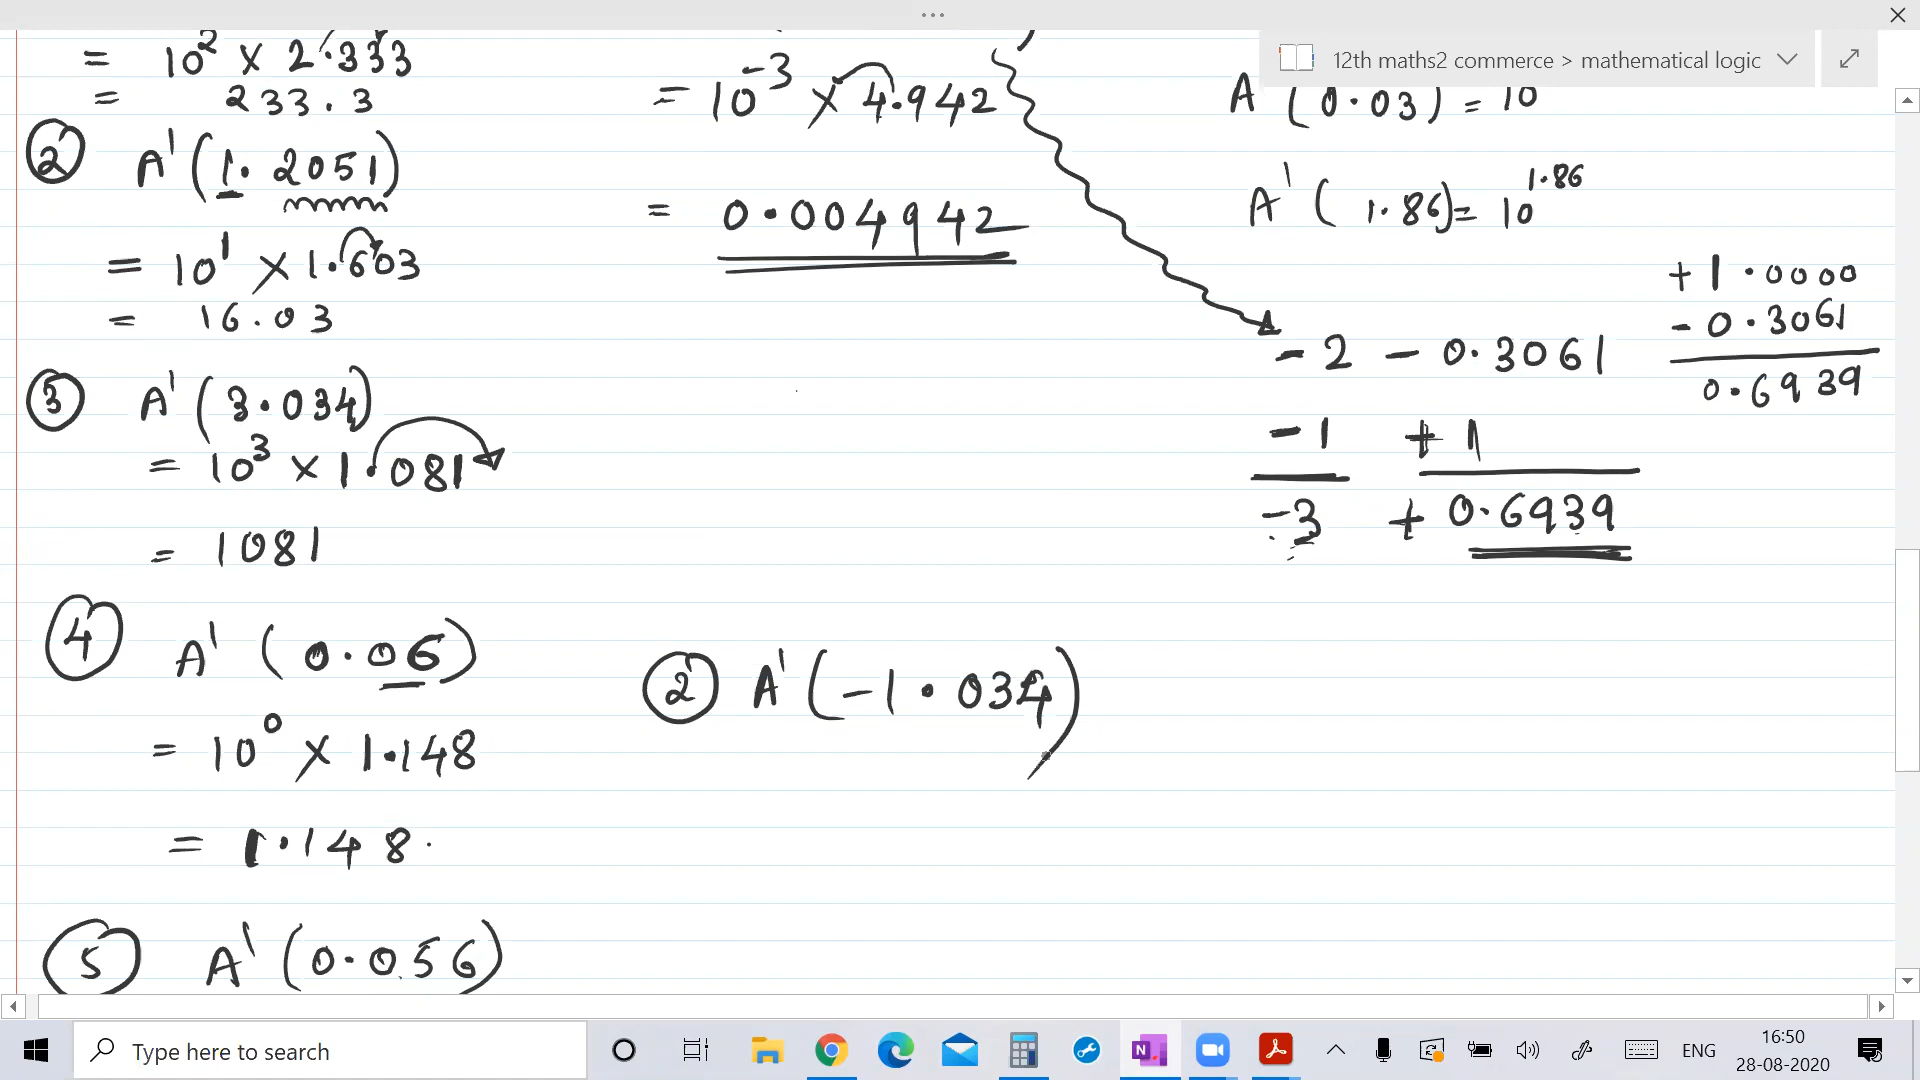 12th maths2 commerce > mathematical logic
= 10² × 2.333
= 233.3
② A' (1.2051)
= 10¹ × 1.603
= 16.03
③ A' (3.034)
= 10³ × 1.081
= 1081
④ A' (0.06)
= 10⁰ × 1.148
= 1.148.
⑤ A' (0.056)
= 10⁻³ × 4.942
= 0.004942
② A' (-1.034)
A (0.03) = 10
A' (1.86) = 10^1.86
+ 1.0000
- 0.3061
0.6939
- 2 - 0.3061
- 1 + 1
- 3 + 0.6939
Type here to search
ENG
16:50
28-08-2020